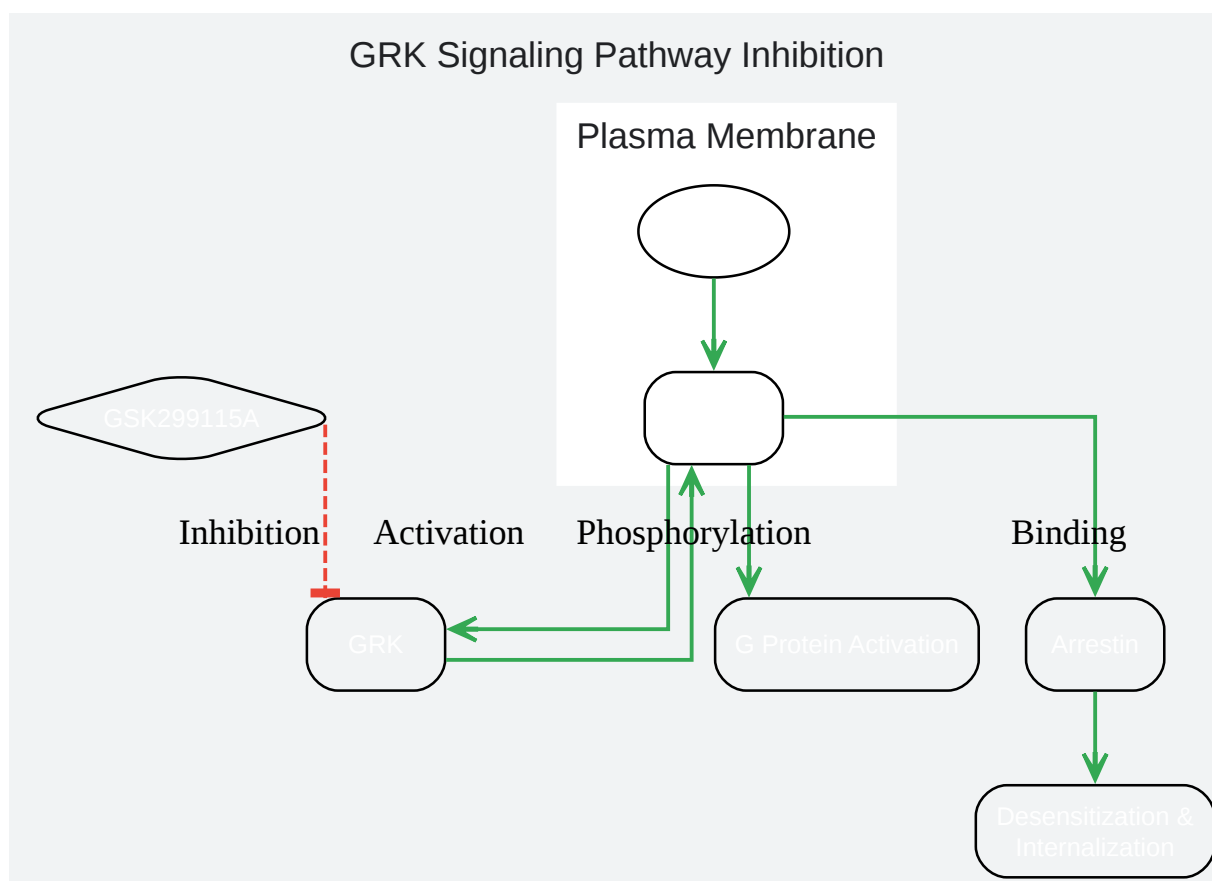 GRK Signaling Pathway Inhibition
Plasma Membrane
GSK299115A
Inhibition
Activation
Phosphorylation
Binding
GRK
G Protein Activation
Arrestin
Desensitization &
Internalization